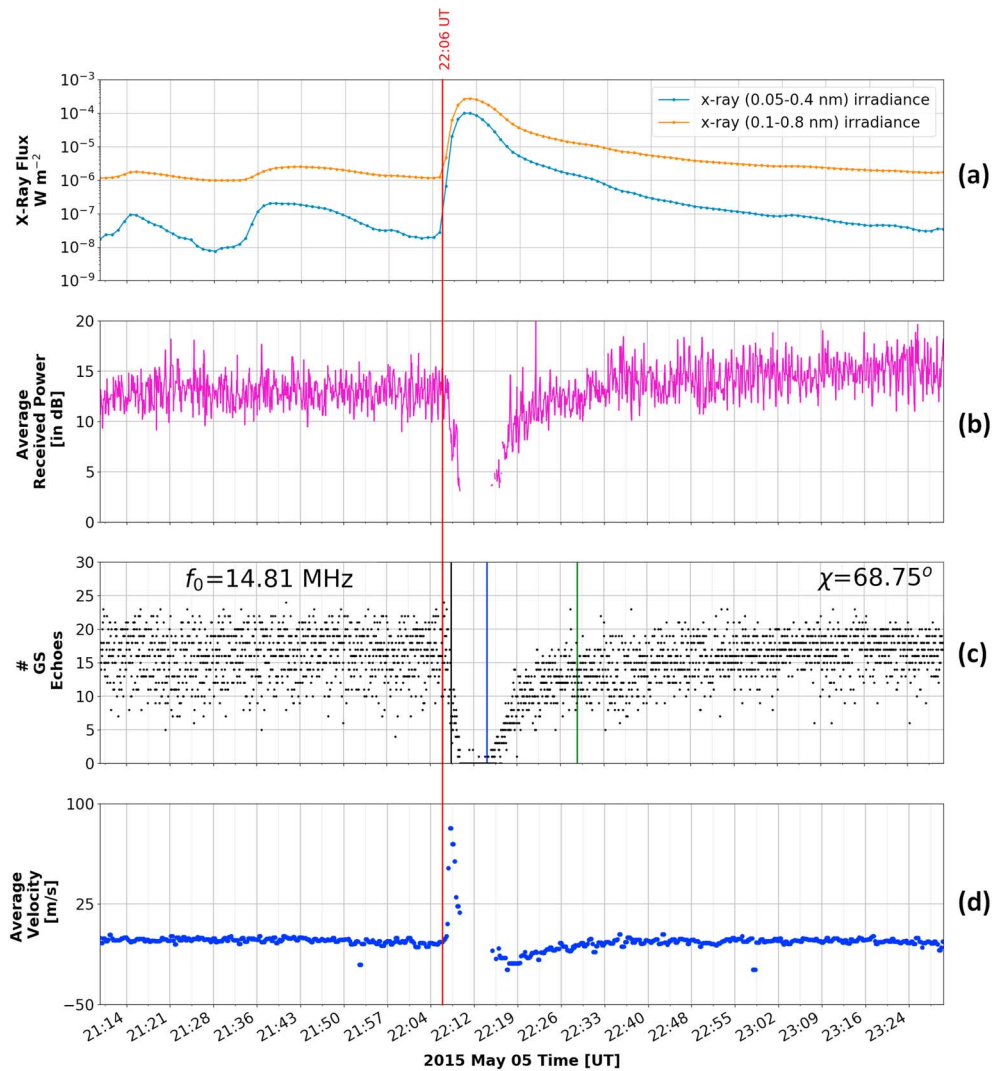 22:06 UT
10⁻³
10⁻⁴
10⁻⁵
10⁻⁶
10⁻⁷
10⁻⁸
10⁻⁹
X-Ray Flux
W m⁻²
x-ray (0.05-0.4 nm) irradiance
x-ray (0.1-0.8 nm) irradiance
(a)
20
15
10
5
0
Average
Received Power
[in dB]
(b)
30
25
20
15
10
5
0
#
GS
Echoes
f₀=14.81 MHz
χ=68.75º
(c)
100
25
−50
Average
Velocity
[m/s]
(d)
21:14
21:21
21:28
21:36
21:43
21:50
21:57
22:04
22:12
22:19
22:26
22:33
22:40
22:48
22:55
23:02
23:09
23:16
23:24
2015 May 05 Time [UT]